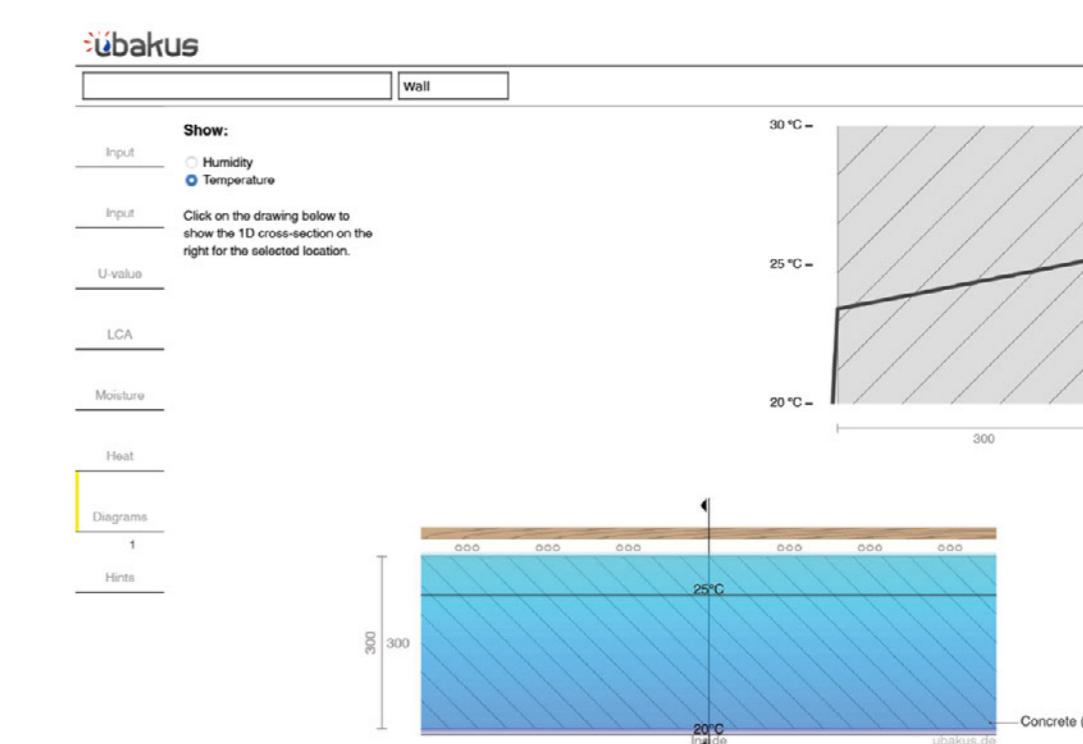 übakus
Wall
Show:
Humidity
Temperature
Click on the drawing below to
show the 1D cross-section on the
right for the selected location.
Input
Input
U-value
LCA
Moisture
Heat
Diagrams
1
Hints
30 °C
25 °C
20 °C
300
25°C
300
300
20°C
Inside
ubakus.de
Concrete (